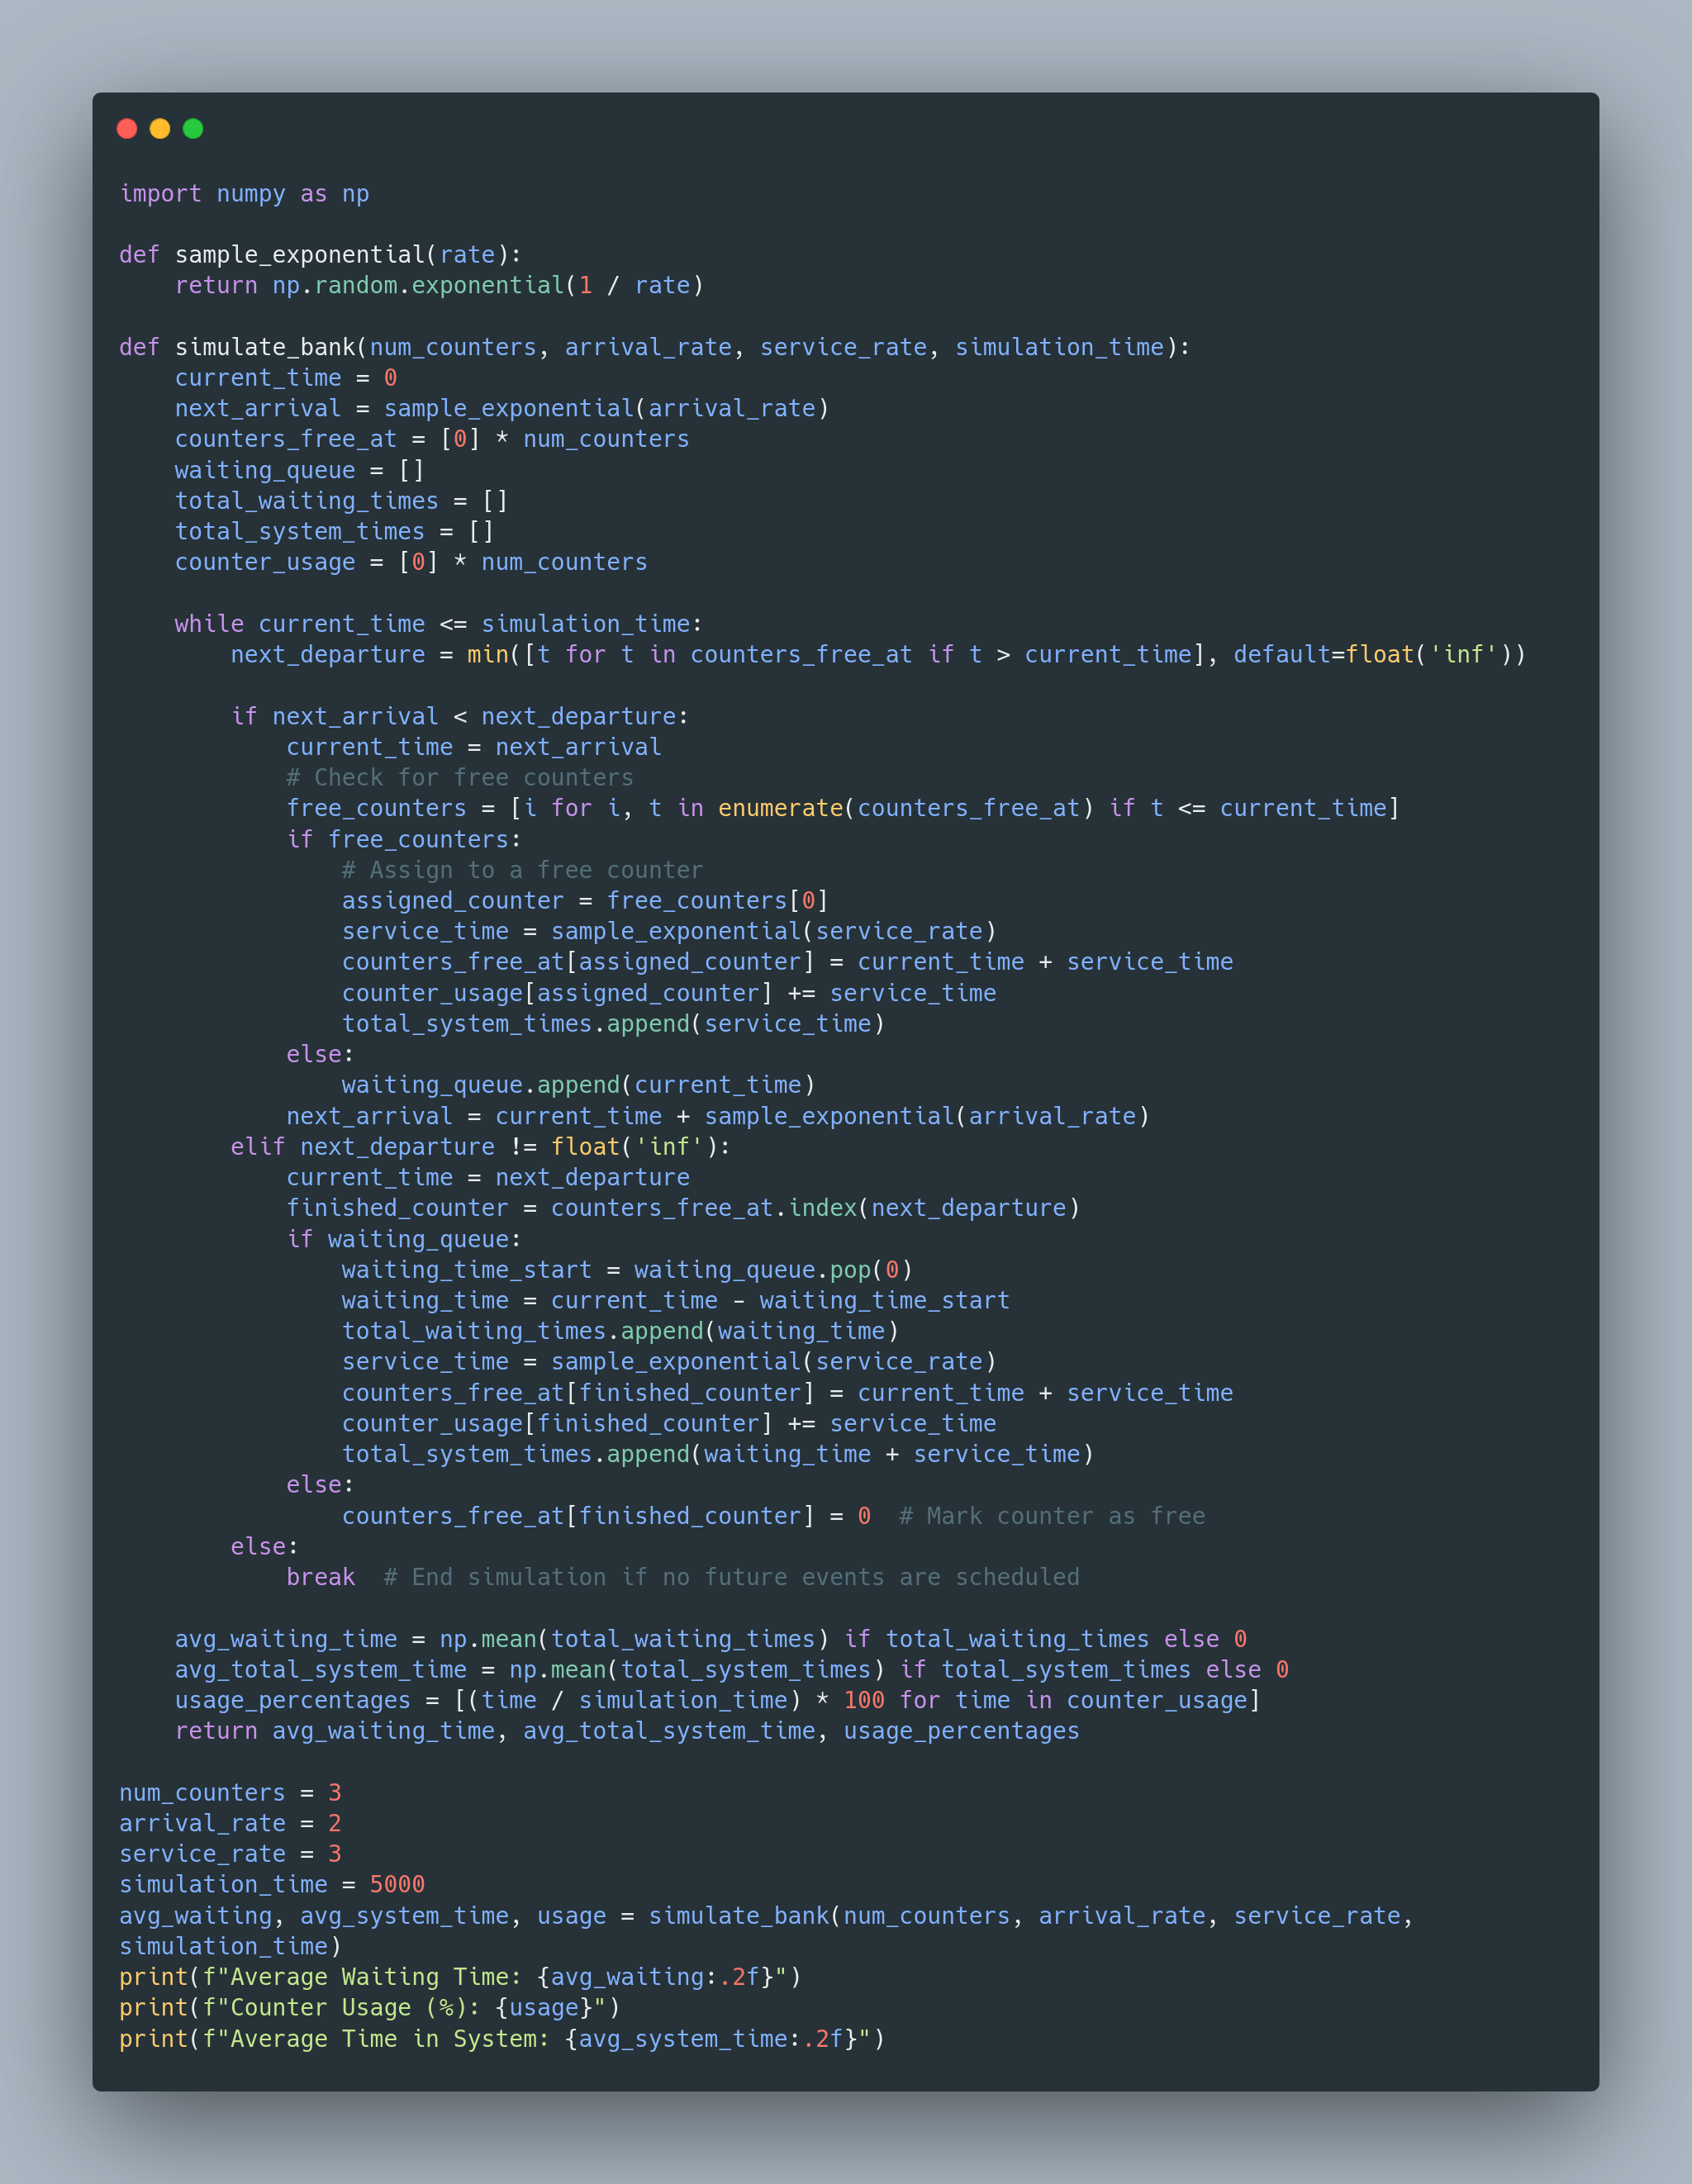 import numpy as np

def sample_exponential(rate):
    return np.random.exponential(1 / rate)

def simulate_bank(num_counters, arrival_rate, service_rate, simulation_time):
    current_time = 0
    next_arrival = sample_exponential(arrival_rate)
    counters_free_at = [0] * num_counters
    waiting_queue = []
    total_waiting_times = []
    total_system_times = []
    counter_usage = [0] * num_counters

    while current_time <= simulation_time:
        next_departure = min([t for t in counters_free_at if t > current_time], default=float('inf'))

        if next_arrival < next_departure:
            current_time = next_arrival
            # Check for free counters
            free_counters = [i for i, t in enumerate(counters_free_at) if t <= current_time]
            if free_counters:
                # Assign to a free counter
                assigned_counter = free_counters[0]
                service_time = sample_exponential(service_rate)
                counters_free_at[assigned_counter] = current_time + service_time
                counter_usage[assigned_counter] += service_time
                total_system_times.append(service_time)
            else:
                waiting_queue.append(current_time)
            next_arrival = current_time + sample_exponential(arrival_rate)
        elif next_departure != float('inf'):
            current_time = next_departure
            finished_counter = counters_free_at.index(next_departure)
            if waiting_queue:
                waiting_time_start = waiting_queue.pop(0)
                waiting_time = current_time - waiting_time_start
                total_waiting_times.append(waiting_time)
                service_time = sample_exponential(service_rate)
                counters_free_at[finished_counter] = current_time + service_time
                counter_usage[finished_counter] += service_time
                total_system_times.append(waiting_time + service_time)
            else:
                counters_free_at[finished_counter] = 0  # Mark counter as free
        else:
            break  # End simulation if no future events are scheduled

    avg_waiting_time = np.mean(total_waiting_times) if total_waiting_times else 0
    avg_total_system_time = np.mean(total_system_times) if total_system_times else 0
    usage_percentages = [(time / simulation_time) * 100 for time in counter_usage]
    return avg_waiting_time, avg_total_system_time, usage_percentages

num_counters = 3
arrival_rate = 2
service_rate = 3
simulation_time = 5000
avg_waiting, avg_system_time, usage = simulate_bank(num_counters, arrival_rate, service_rate,
simulation_time)
print(f"Average Waiting Time: {avg_waiting:.2f}")
print(f"Counter Usage (%): {usage}")
print(f"Average Time in System: {avg_system_time:.2f}")